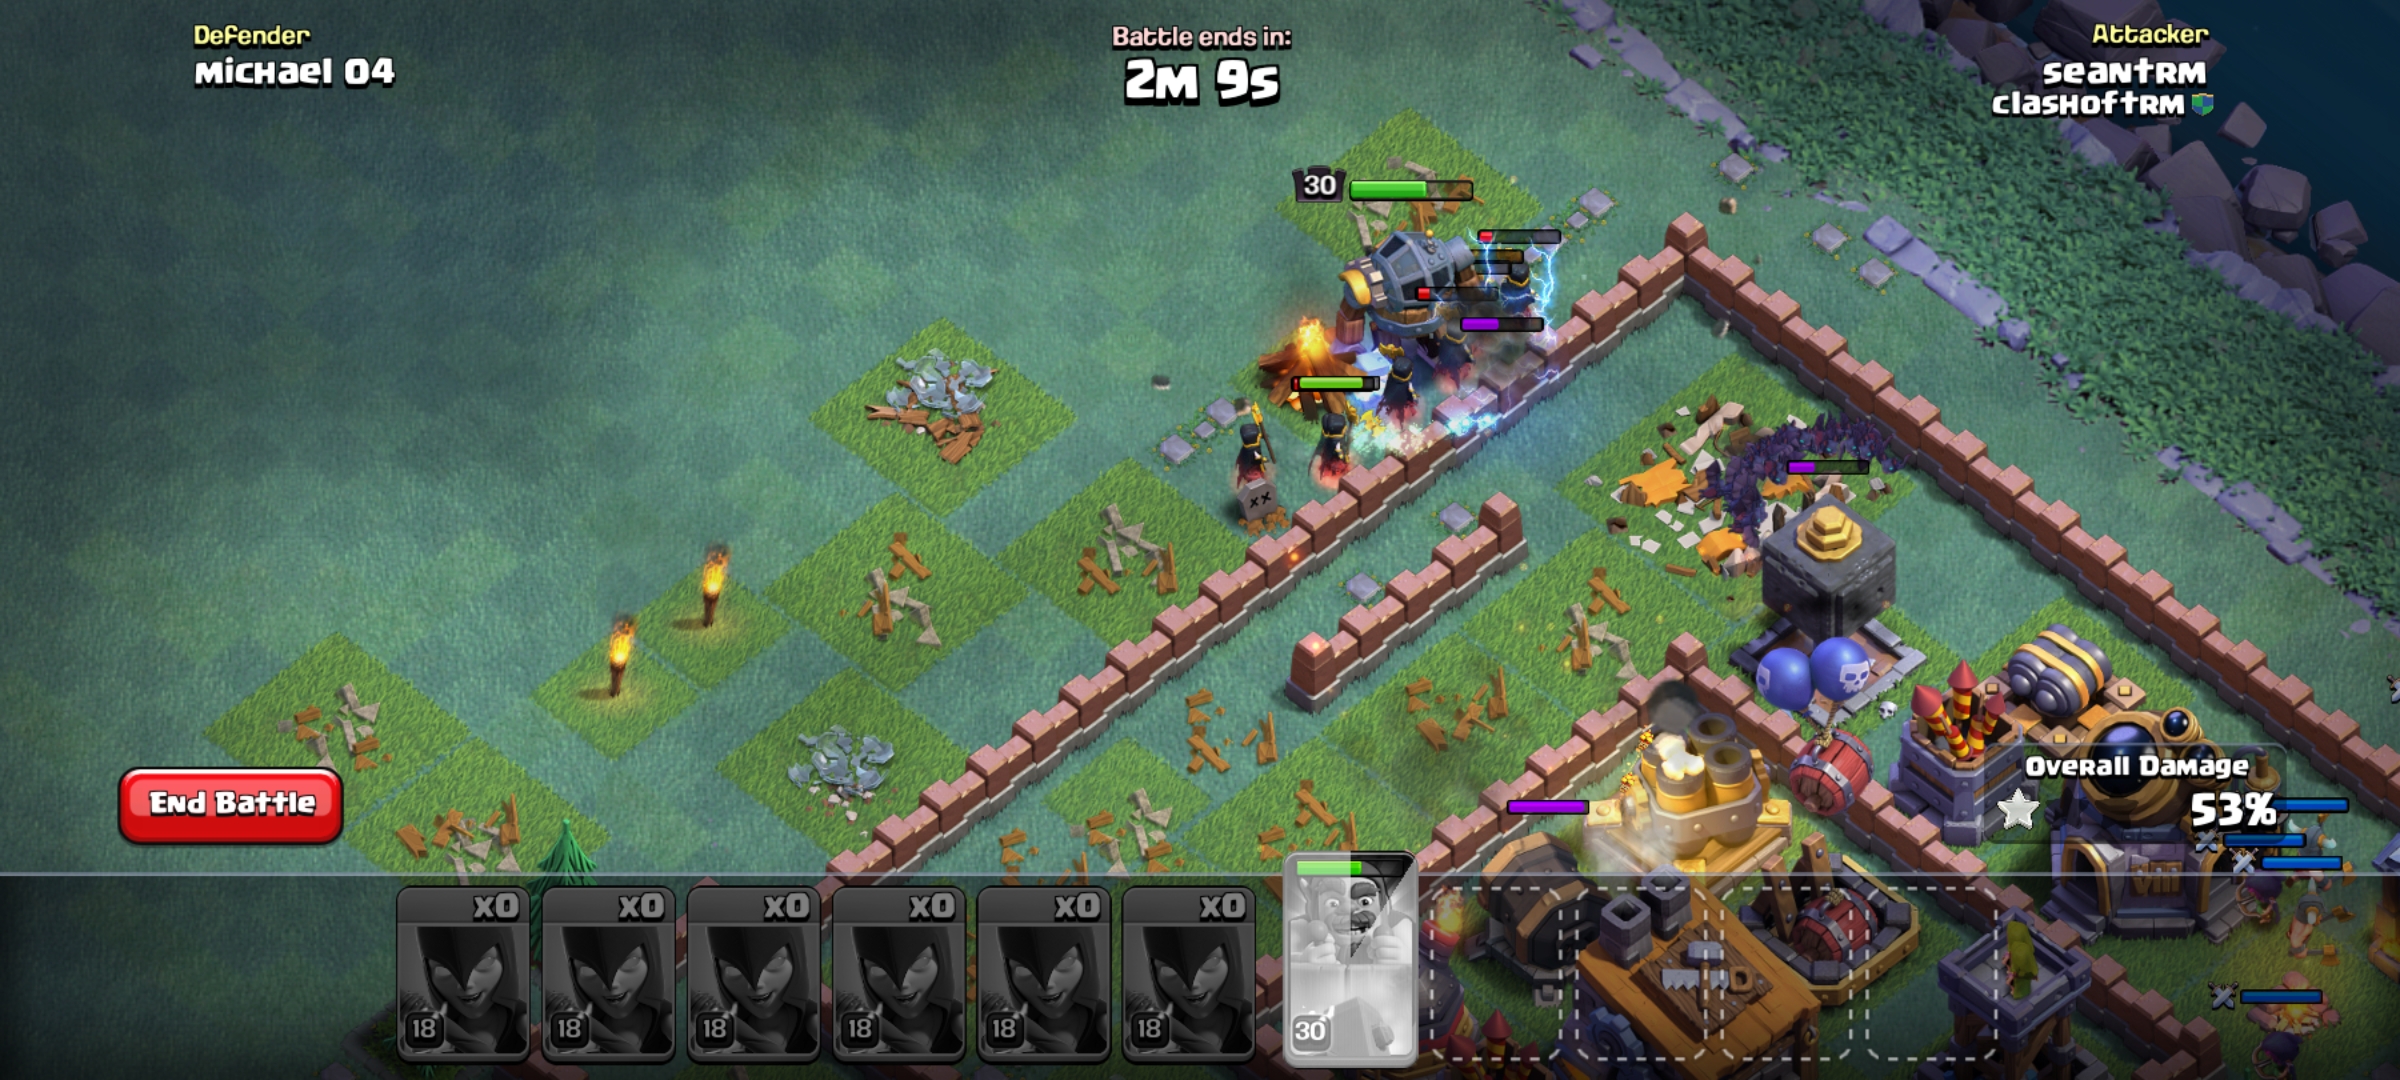 Defender
Michael 04
Battle ends in:
2m 9s
Attacker
seantRM
clashoftRM
30
End Battle
Overall Damage
53%
VIII
x0
x0
x0
x0
x0
x0
18
18
18
18
18
18
30